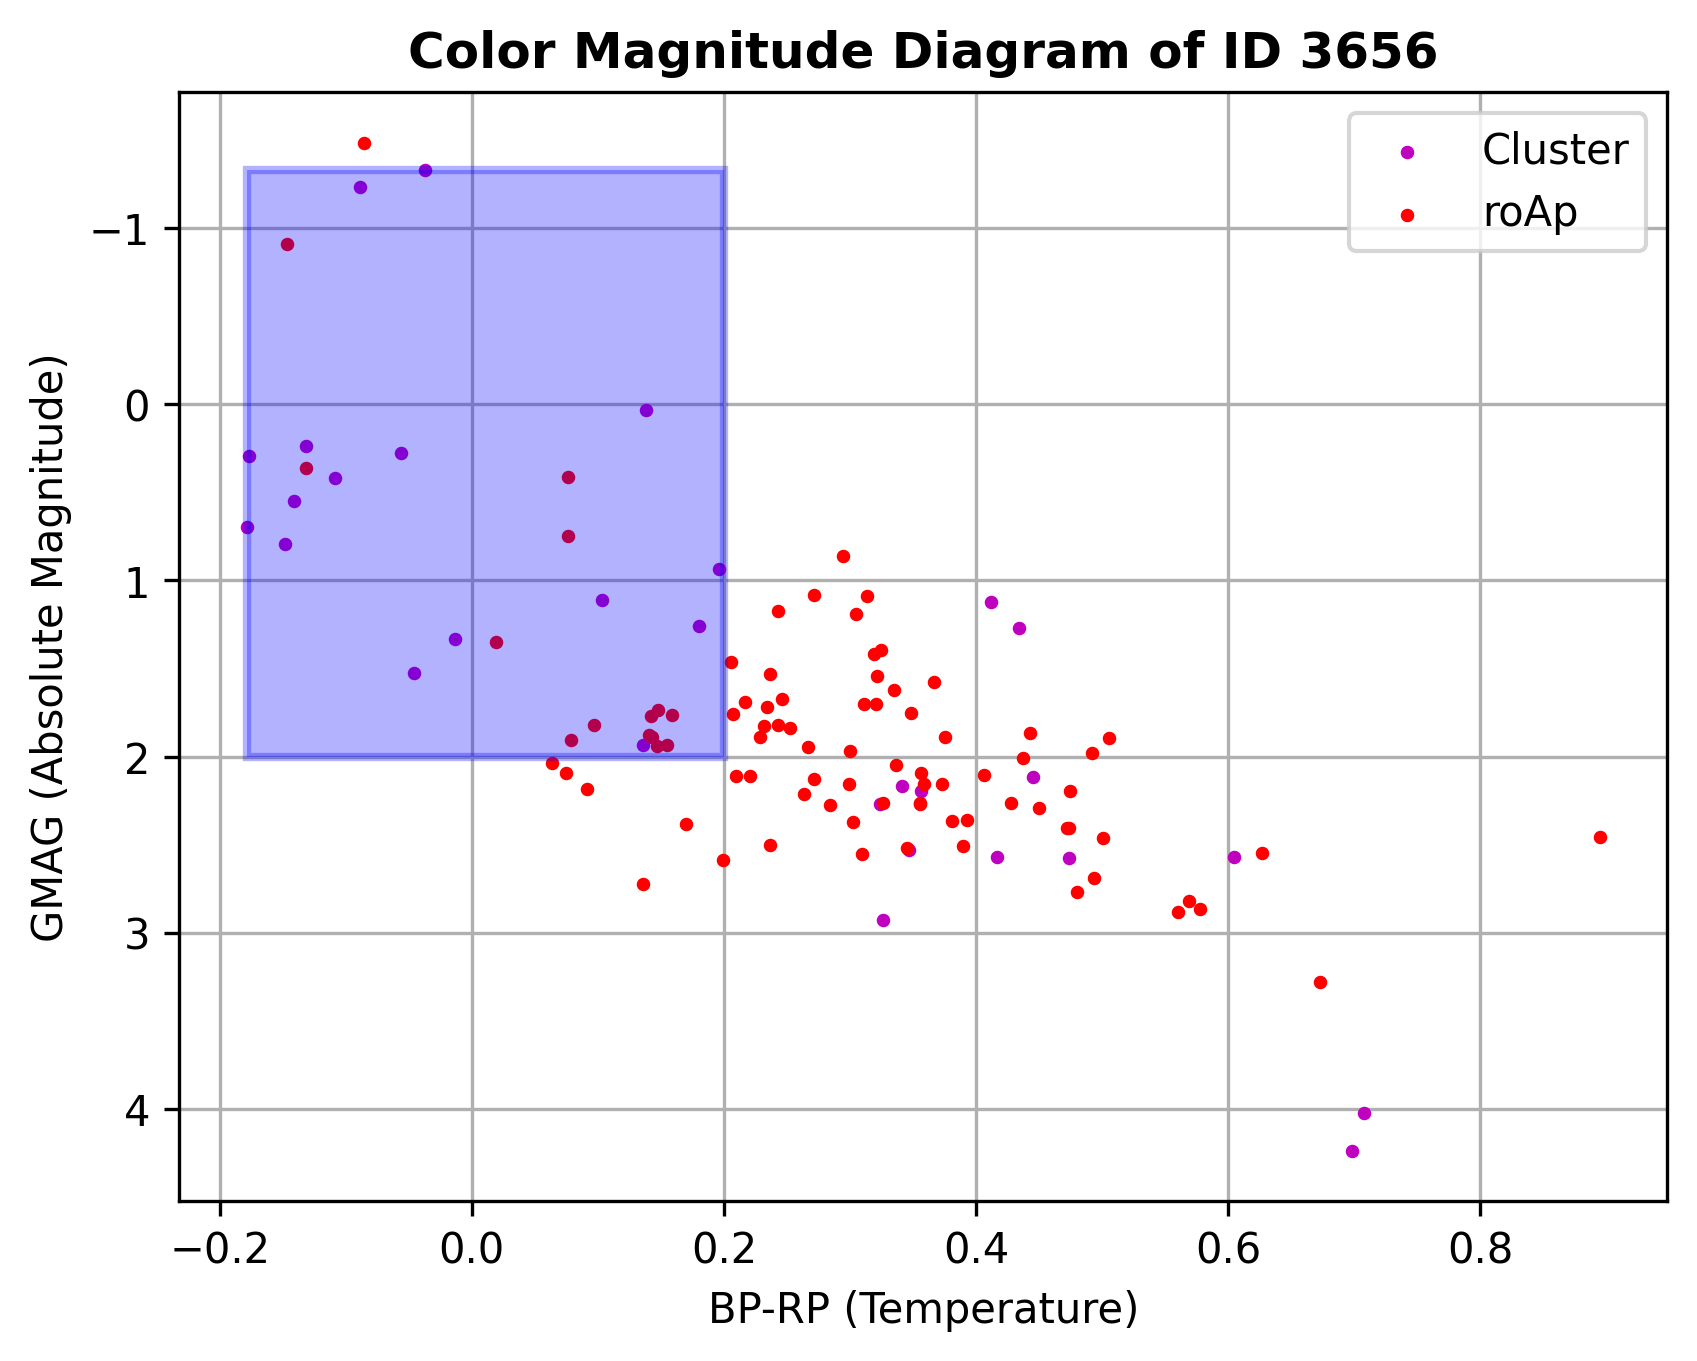 Color Magnitude Diagram of ID 3656
Cluster
roAp
GMAG (Absolute Magnitude)
−1
0
1
2
3
4
−0.2 0.0 0.2 0.4 0.6 0.8
BP-RP (Temperature)